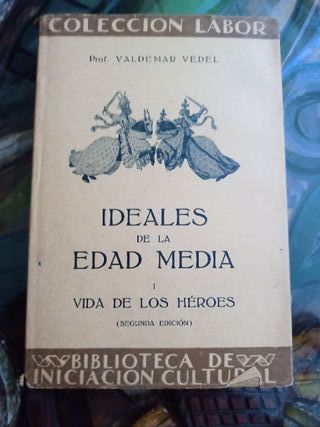 COLECCION LABOR
Prof. VALDEMAR VEDEL
IDEALES
DE LA
EDAD MEDIA
I
VIDA DE LOS HÉROES
(SEGUNDA EDICIÓN)
BIBLIOTECA DE
INICIACION CULTURAL